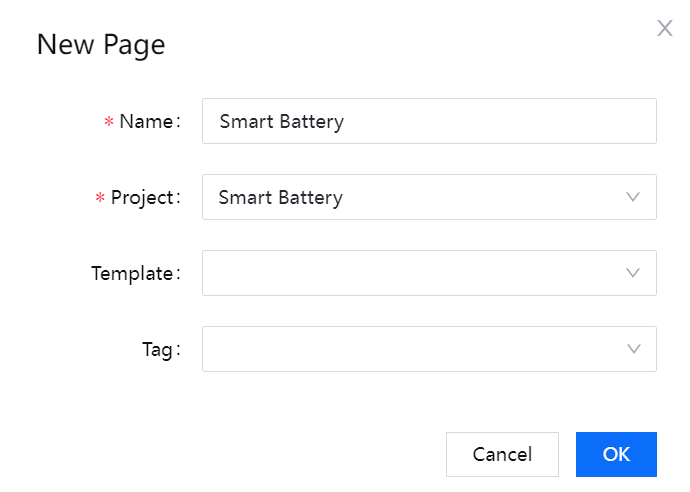 New Page
* Name:
Smart Battery
* Project:
Smart Battery
Template:
Tag:
Cancel
OK